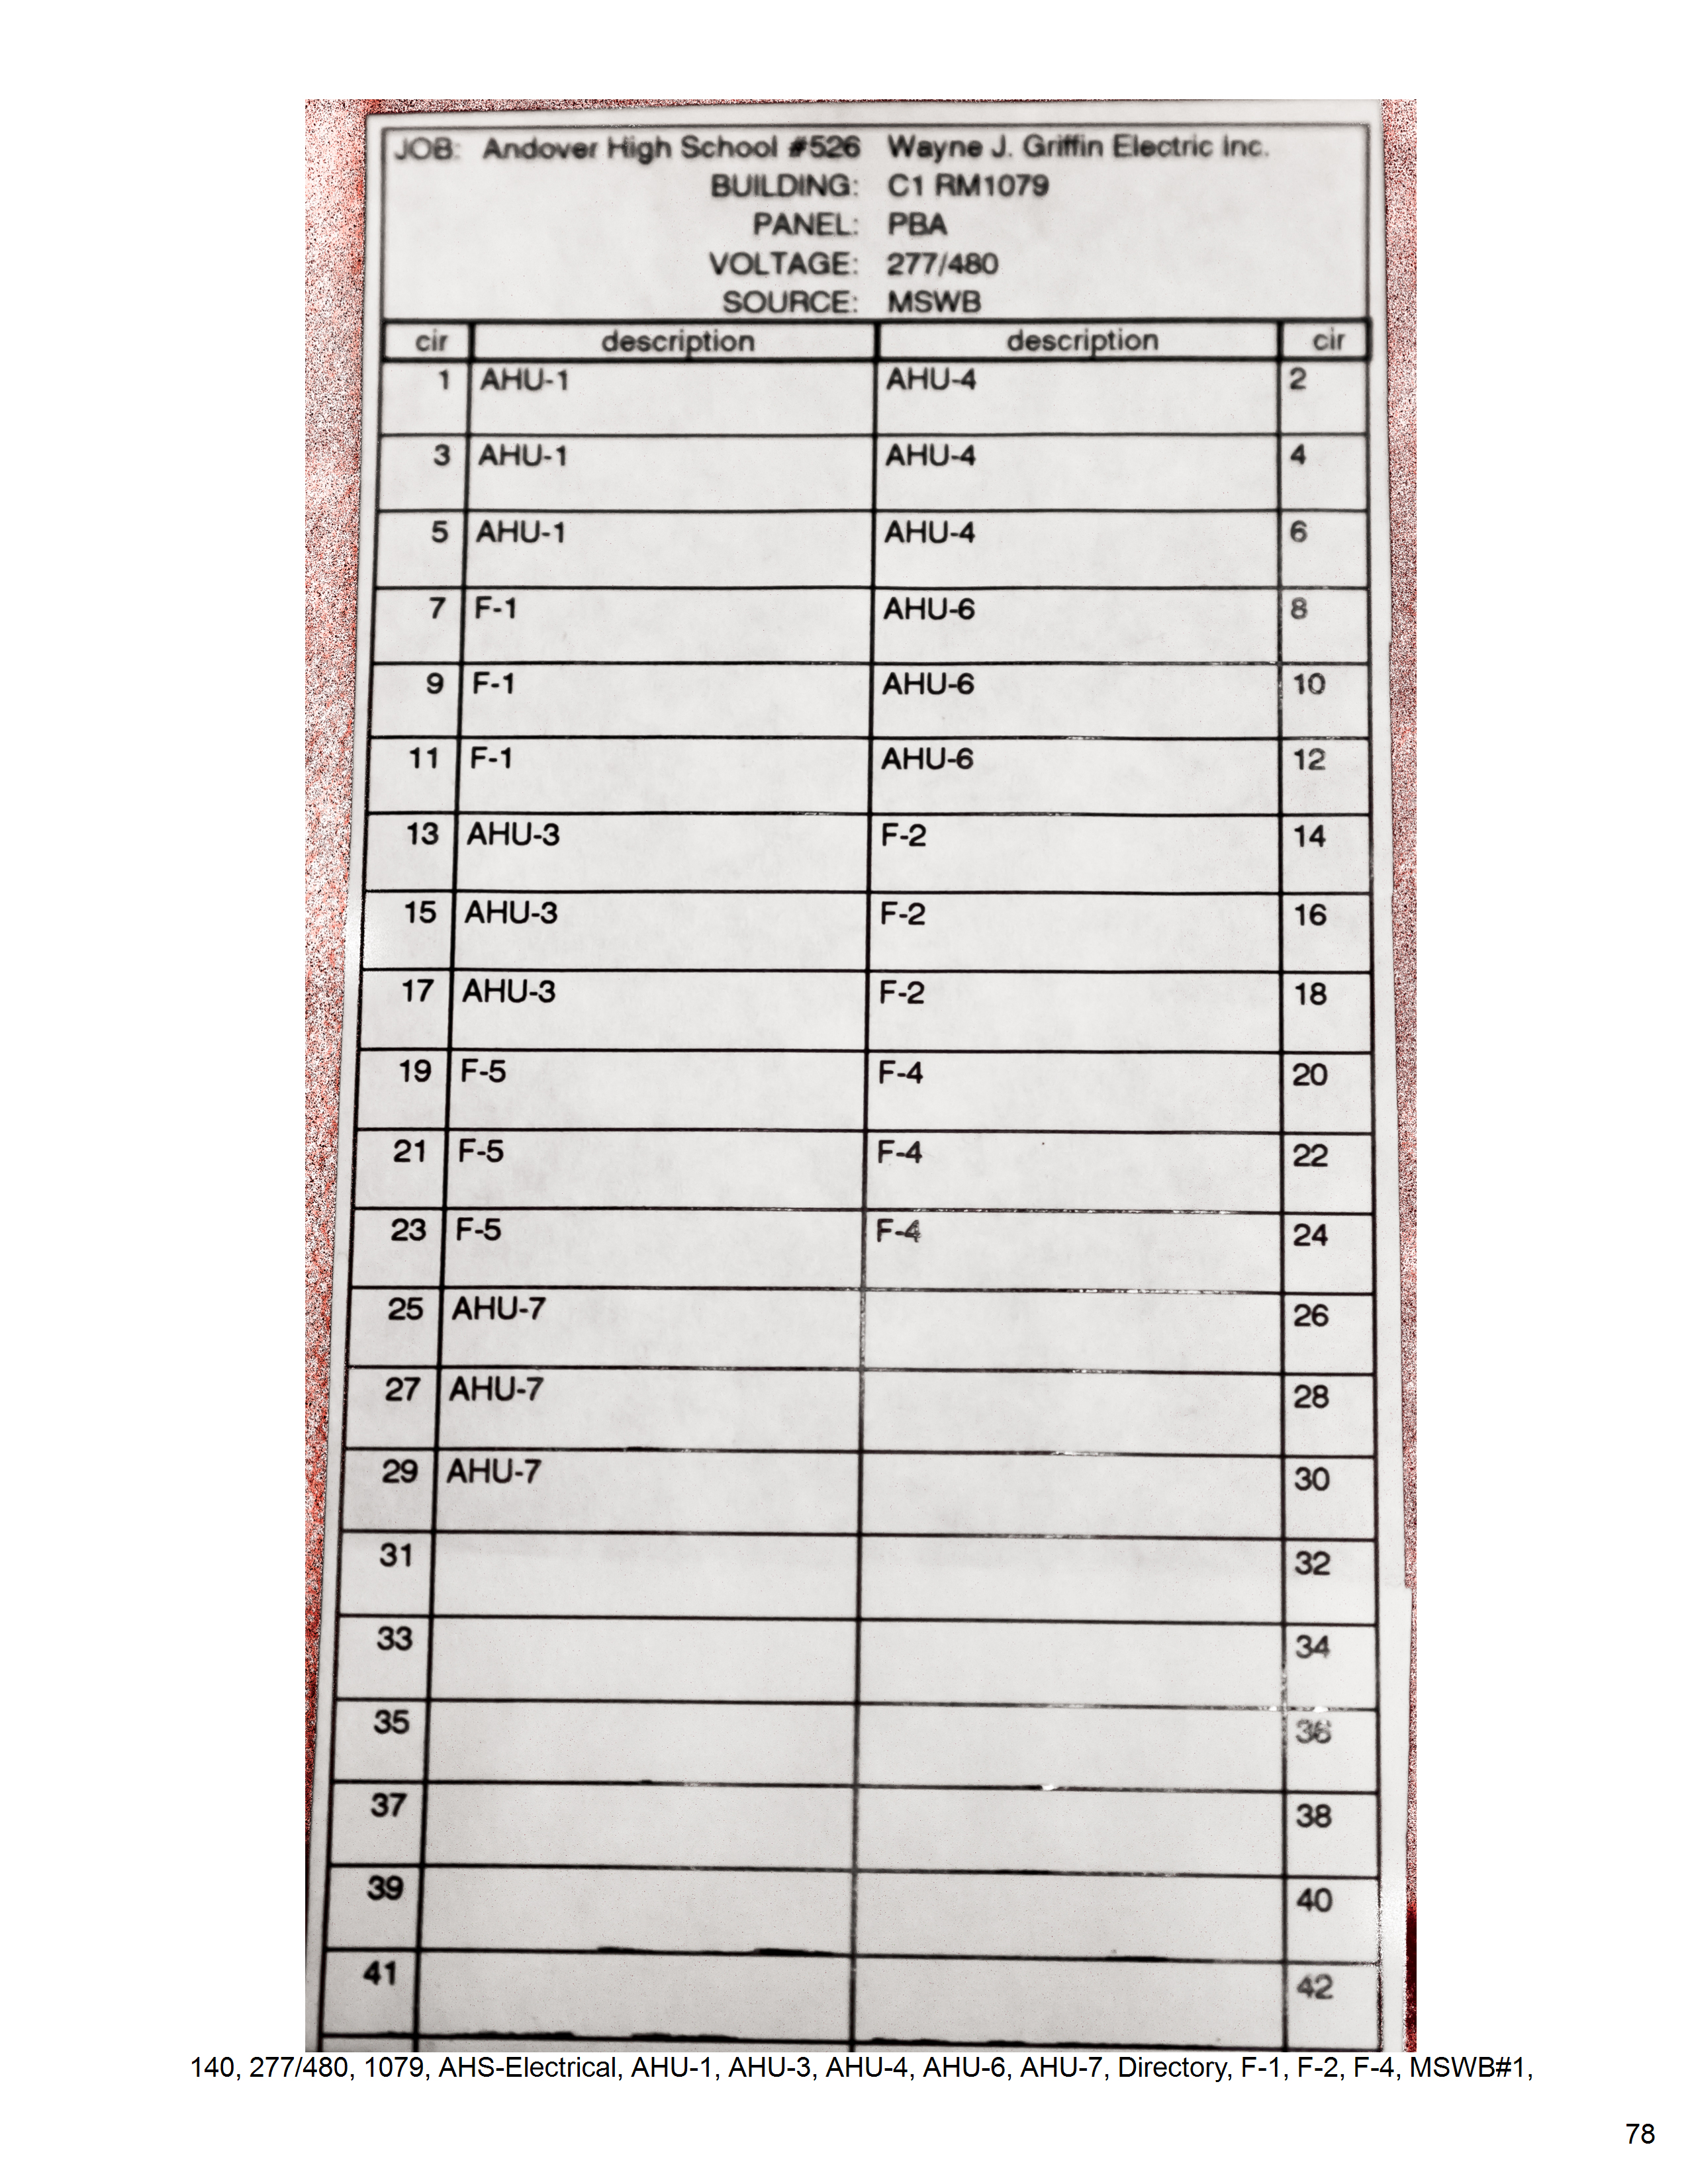 JOB: Andover High School #526 Wayne J. Griffin Electric Inc.
BUILDING: C1 RM1079
PANEL: PBA
VOLTAGE: 277/480
SOURCE: MSWB
cir description description cir
1 AHU-1 AHU-4 2
3 AHU-1 AHU-4 4
5 AHU-1 AHU-4 6
7 F-1 AHU-6 8
9 F-1 AHU-6 10
11 F-1 AHU-6 12
13 AHU-3 F-2 14
15 AHU-3 F-2 16
17 AHU-3 F-2 18
19 F-5 F-4 20
21 F-5 F-4 22
23 F-5 F-4 24
25 AHU-7 26
27 AHU-7 28
29 AHU-7 30
31 32
33 34
35 36
37 38
39 40
41 42
140, 277/480, 1079, AHS-Electrical, AHU-1, AHU-3, AHU-4, AHU-6, AHU-7, Directory, F-1, F-2, F-4, MSWB#1,
78